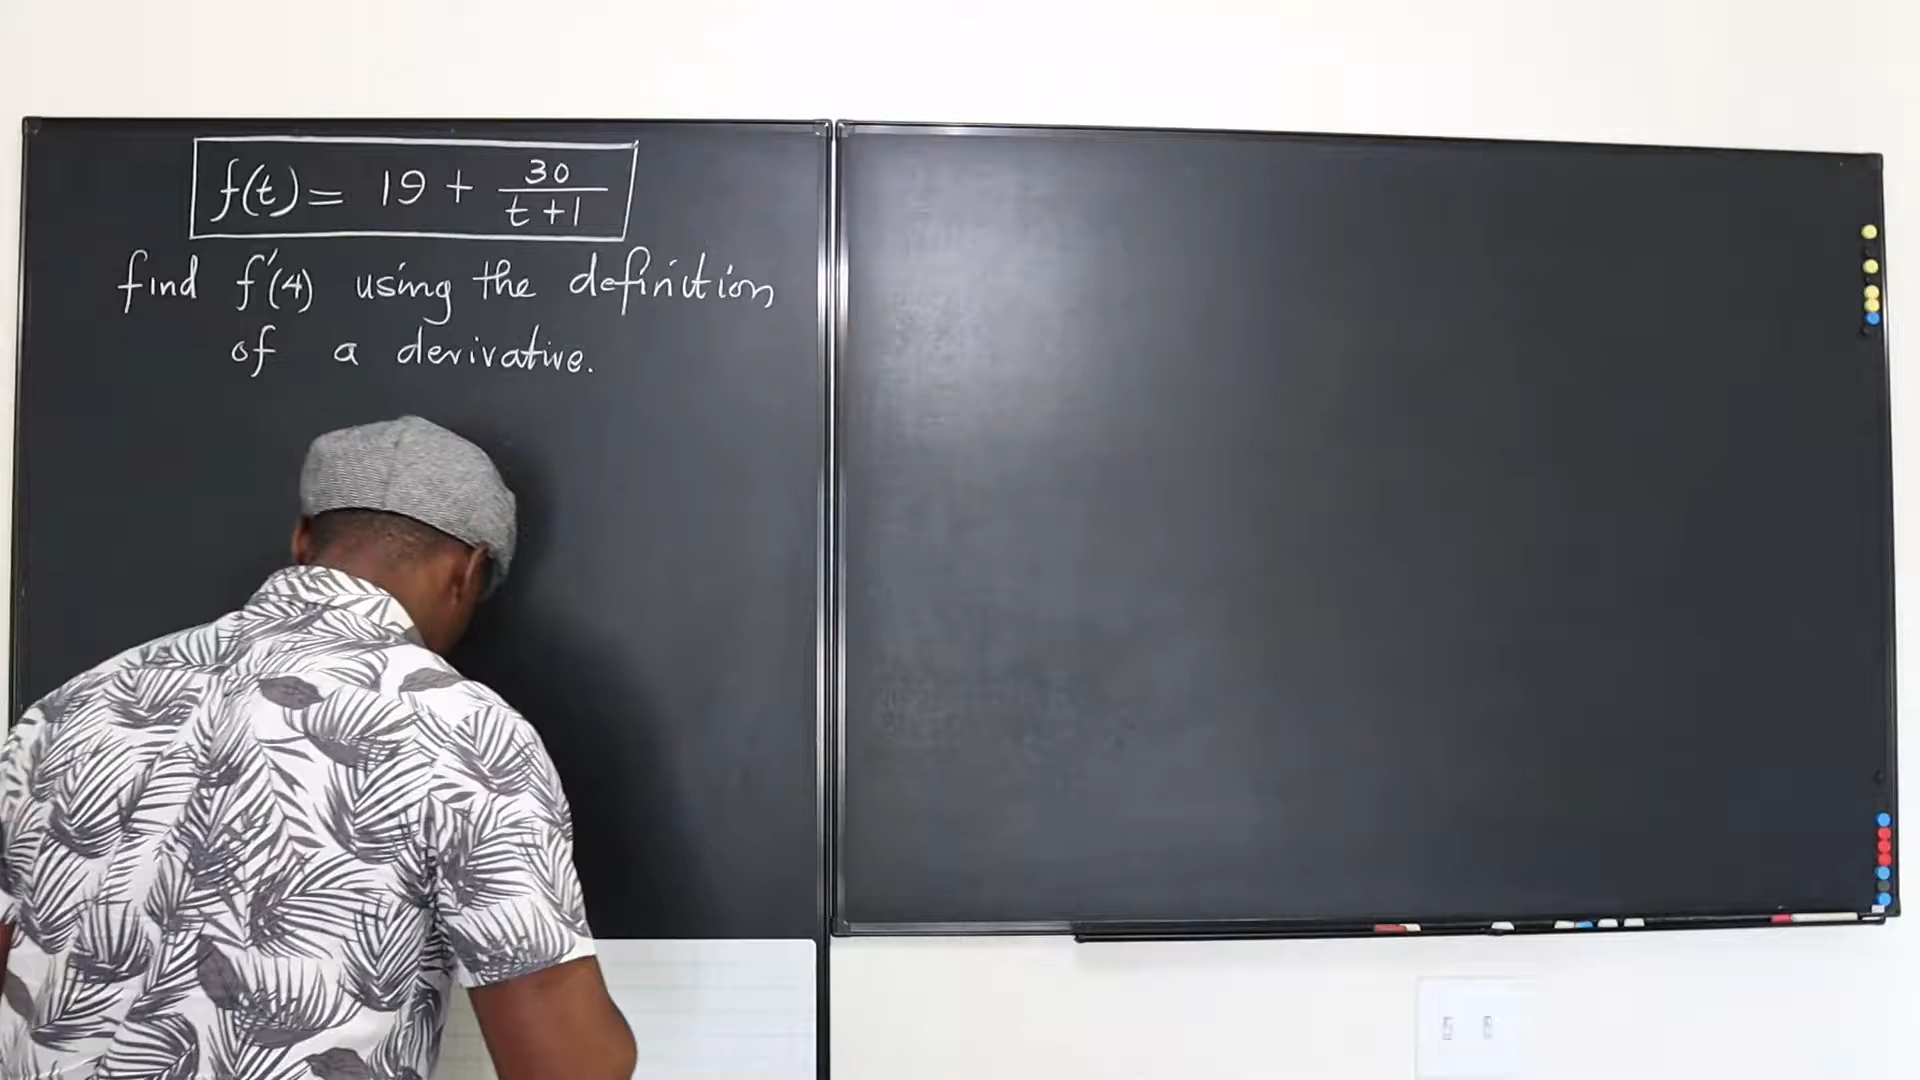 f(t) = 19 + 30/(t+1)
find f'(4) using the definition
of a derivative.